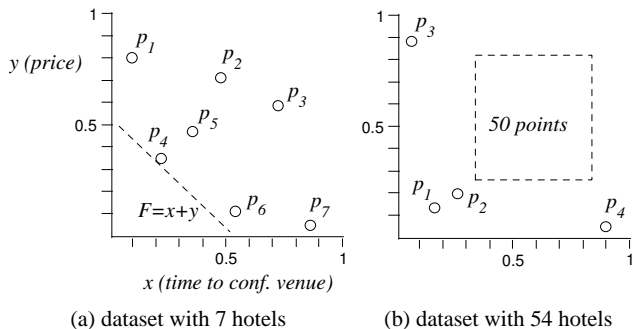 1
y (price)
p1
p2
p3
p5
0.5
p4
F=x+y
p6
p7
0.5
1
x (time to conf. venue)
(a) dataset with 7 hotels
1
p3
50 points
0.5
p1
p2
p4
0.5
1
(b) dataset with 54 hotels